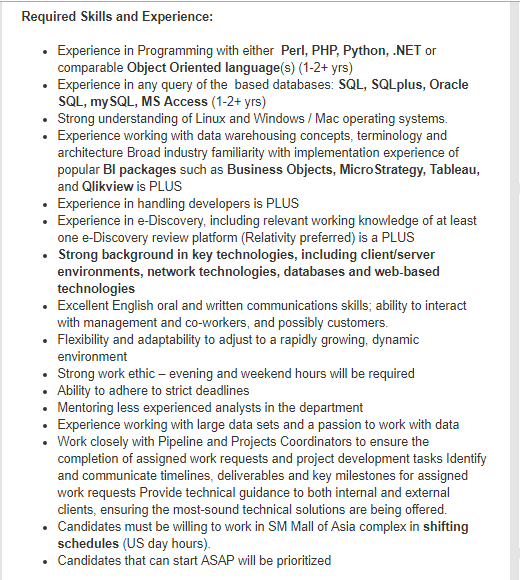 Required Skills and Experience:
• Experience in Programming with either Perl, PHP, Python, .NET or
comparable Object Oriented language(s) (1-2+ yrs)
• Experience in any query of the based databases: SQL, SQLplus, Oracle
SQL, mySQL, MS Access (1-2+ yrs)
• Strong understanding of Linux and Windows / Mac operating systems.
• Experience working with data warehousing concepts, terminology and
architecture Broad industry familiarity with implementation experience of
popular BI packages such as Business Objects, MicroStrategy, Tableau,
and Qlikview is PLUS
• Experience in handling developers is PLUS
• Experience in e-Discovery, including relevant working knowledge of at least
one e-Discovery review platform (Relativity preferred) is a PLUS
• Strong background in key technologies, including client/server
environments, network technologies, databases and web-based
technologies
• Excellent English oral and written communications skills; ability to interact
with management and co-workers, and possibly customers.
• Flexibility and adaptability to adjust to a rapidly growing, dynamic
environment
• Strong work ethic – evening and weekend hours will be required
• Ability to adhere to strict deadlines
• Mentoring less experienced analysts in the department
• Experience working with large data sets and a passion to work with data
• Work closely with Pipeline and Projects Coordinators to ensure the
completion of assigned work requests and project development tasks Identify
and communicate timelines, deliverables and key milestones for assigned
work requests Provide technical guidance to both internal and external
clients, ensuring the most-sound technical solutions are being offered.
• Candidates must be willing to work in SM Mall of Asia complex in shifting
schedules (US day hours).
• Candidates that can start ASAP will be prioritized